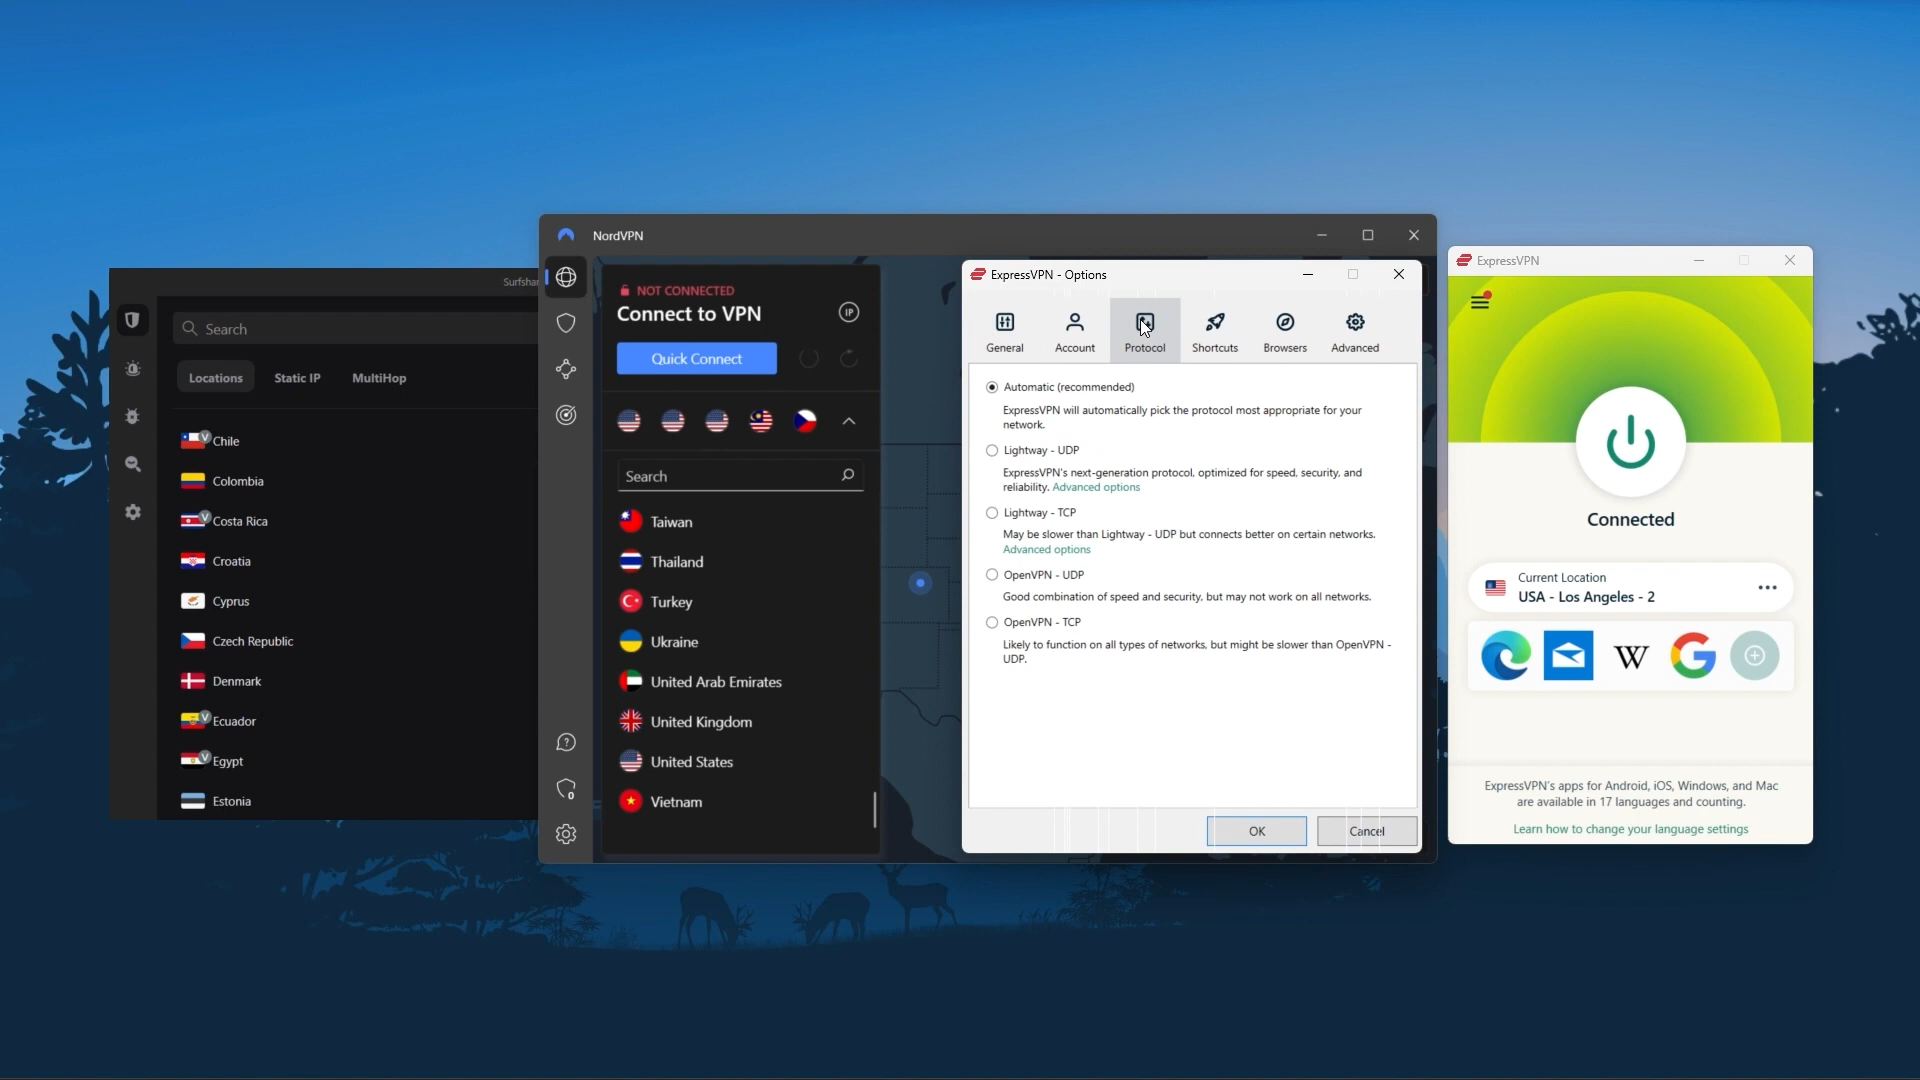 Surfshar
Search
Locations
Static IP
MultiHop
V
Chile
Colombia
V
Costa Rica
Croatia
Cyprus
Czech Republic
Denmark
V
Ecuador
V
Egypt
Estonia
NordVPN
NOT CONNECTED
Connect to VPN
IP
Quick Connect
Search
Taiwan
Thailand
Turkey
Ukraine
United Arab Emirates
United Kingdom
United States
Vietnam
?
0
ExpressVPN - Options
General
Account
Protocol
Shortcuts
Browsers
Advanced
Automatic (recommended)
ExpressVPN will automatically pick the protocol most appropriate for your
network.
Lightway - UDP
ExpressVPN's next-generation protocol, optimized for speed, security, and
reliability. Advanced options
Lightway - TCP
May be slower than Lightway - UDP but connects better on certain networks.
Advanced options
OpenVPN - UDP
Good combination of speed and security, but may not work on all networks.
OpenVPN - TCP
Likely to function on all types of networks, but might be slower than OpenVPN -
UDP.
OK
Cancel
ExpressVPN
Connected
Current Location
USA - Los Angeles - 2
W
G
ExpressVPN's apps for Android, iOS, Windows, and Mac
are available in 17 languages and counting.
Learn how to change your language settings